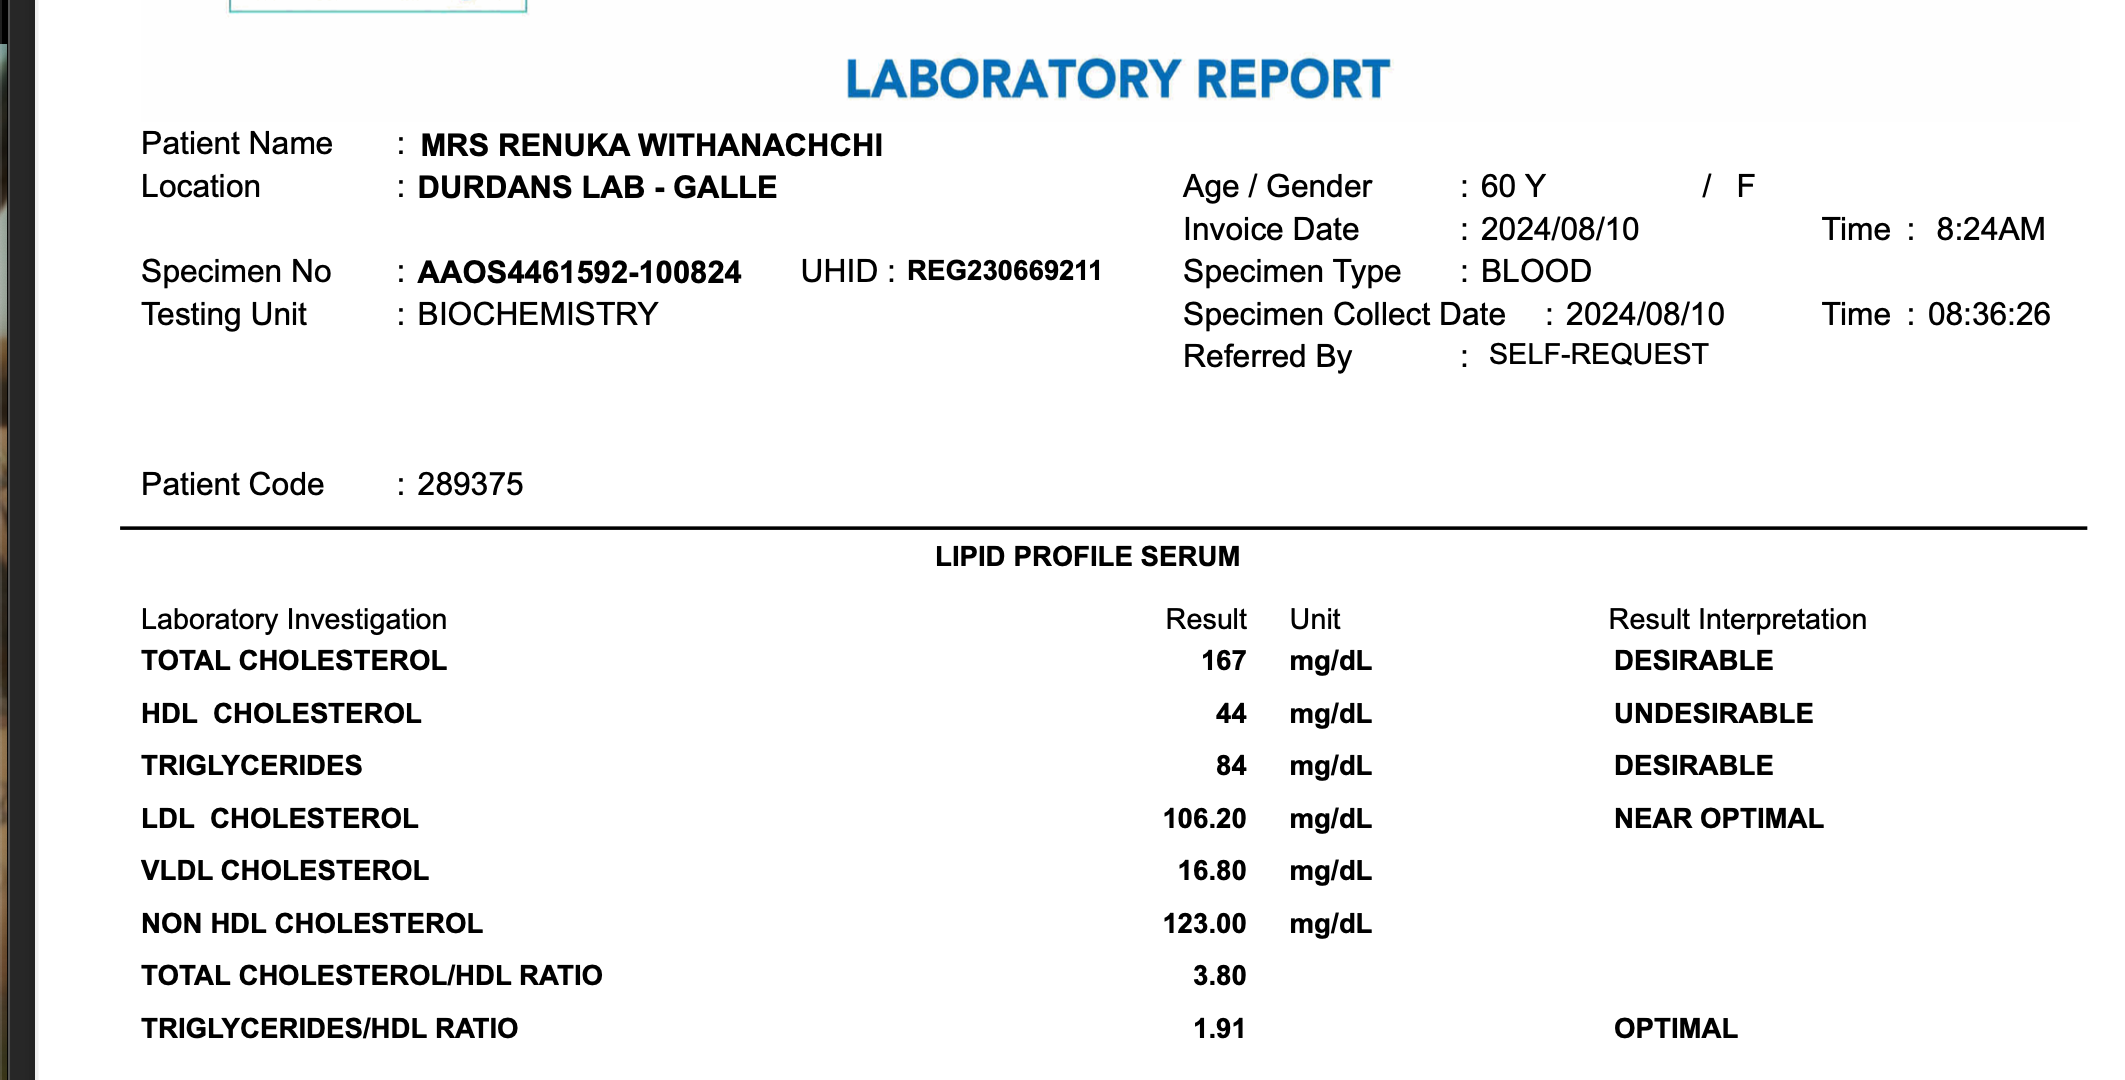 LABORATORY REPORT
Patient Name : MRS RENUKA WITHANACHCHI
Location : DURDANS LAB - GALLE Age / Gender : 60 Y / F
Invoice Date : 2024/08/10 Time : 8:24AM
Specimen No : AAOS4461592-100824 UHID : REG230669211 Specimen Type : BLOOD
Testing Unit : BIOCHEMISTRY Specimen Collect Date : 2024/08/10 Time : 08:36:26
Referred By : SELF-REQUEST
Patient Code : 289375
LIPID PROFILE SERUM
Laboratory Investigation Result Unit Result Interpretation
TOTAL CHOLESTEROL 167 mg/dL DESIRABLE
HDL CHOLESTEROL 44 mg/dL UNDESIRABLE
TRIGLYCERIDES 84 mg/dL DESIRABLE
LDL CHOLESTEROL 106.20 mg/dL NEAR OPTIMAL
VLDL CHOLESTEROL 16.80 mg/dL
NON HDL CHOLESTEROL 123.00 mg/dL
TOTAL CHOLESTEROL/HDL RATIO 3.80
TRIGLYCERIDES/HDL RATIO 1.91 OPTIMAL